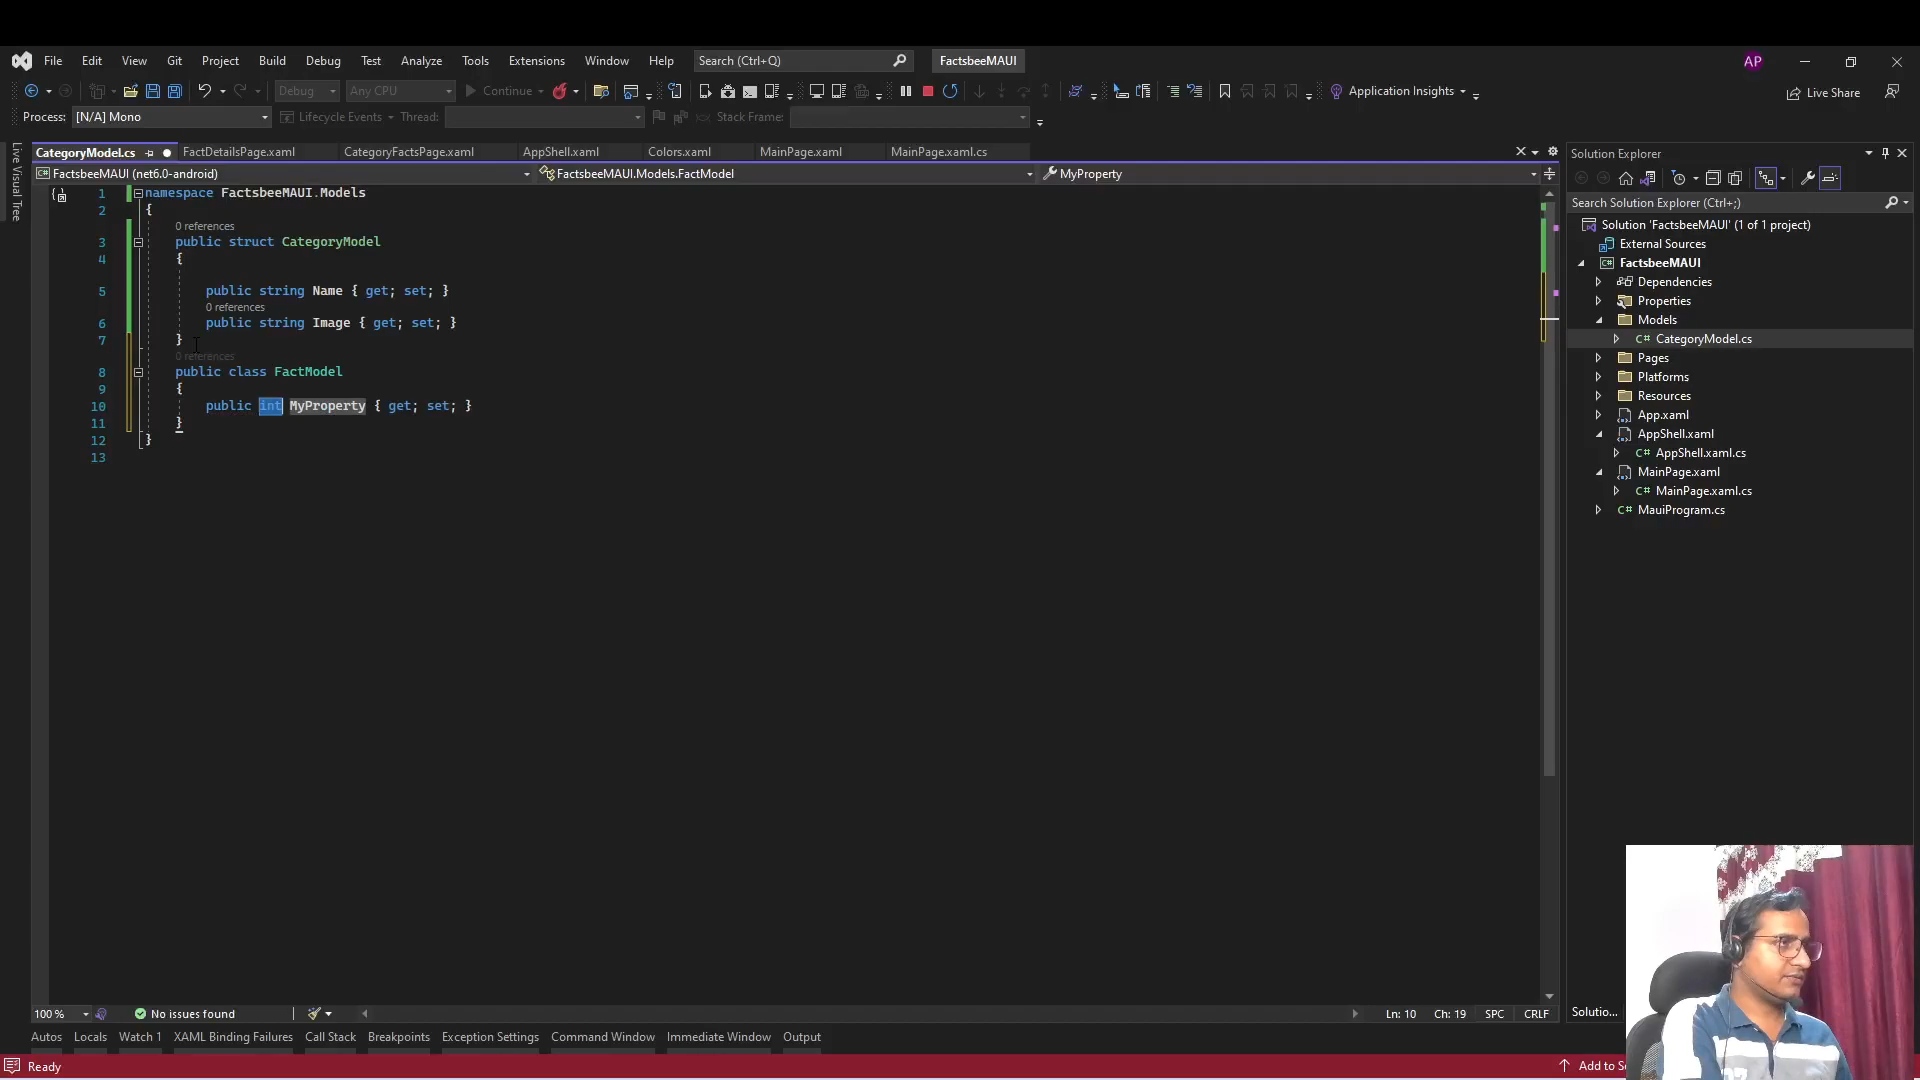 File Edit View Git Project Build Debug Test Analyze Tools Extensions Window Help Search (Ctrl+Q) FactsbeeMAUI AP
Debug Any CPU Continue Application Insights Live Share
Process: [N/A] Mono Lifecycle Events Thread: Stack Frame:
Live Visual Tree
CategoryModel.cs FactDetailsPage.xaml CategoryFactsPage.xaml AppShell.xaml Colors.xaml MainPage.xaml MainPage.xaml.cs
FactsbeeMAUI (net6.0-android) FactsbeeMAUI.Models.FactModel MyProperty
1 namespace FactsbeeMAUI.Models
2 {
0 references
3 public struct CategoryModel
4 {
5 public string Name { get; set; }
0 references
6 public string Image { get; set; }
7 }
0 references
8 public class FactModel
9 {
10 public int MyProperty { get; set; }
11 }
12 }
13
Solution Explorer
Search Solution Explorer (Ctrl+;)
Solution 'FactsbeeMAUI' (1 of 1 project)
External Sources
FactsbeeMAUI
Dependencies
Properties
Models
C# CategoryModel.cs
Pages
Platforms
Resources
App.xaml
AppShell.xaml
C# AppShell.xaml.cs
MainPage.xaml
C# MainPage.xaml.cs
C# MauiProgram.cs
100 % No issues found Ln: 10 Ch: 19 SPC CRLF Solutio...
Autos Locals Watch 1 XAML Binding Failures Call Stack Breakpoints Exception Settings Command Window Immediate Window Output
Ready Add to S